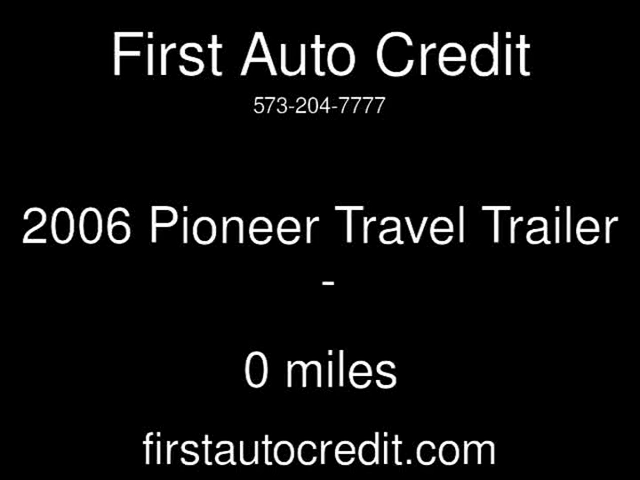 First Auto Credit
573-204-7777
2006 Pioneer Travel Trailer
-
0 miles
firstautocredit.com